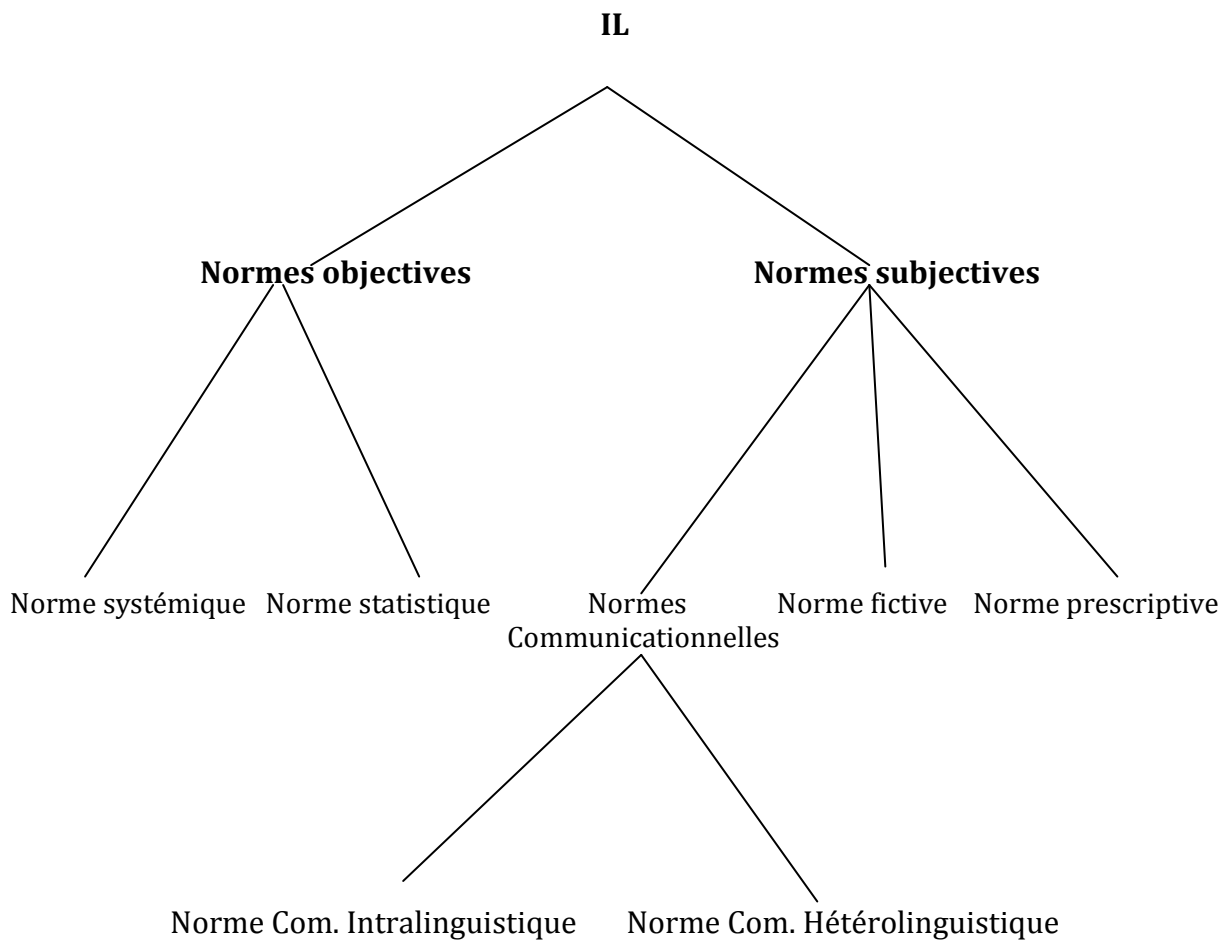 IL
Normes objectives
Normes subjectives
Norme systémique
Norme statistique
Normes
Communicationnelles
Norme fictive
Norme prescriptive
Norme Com. Intralinguistique
Norme Com. Hétérolinguistique